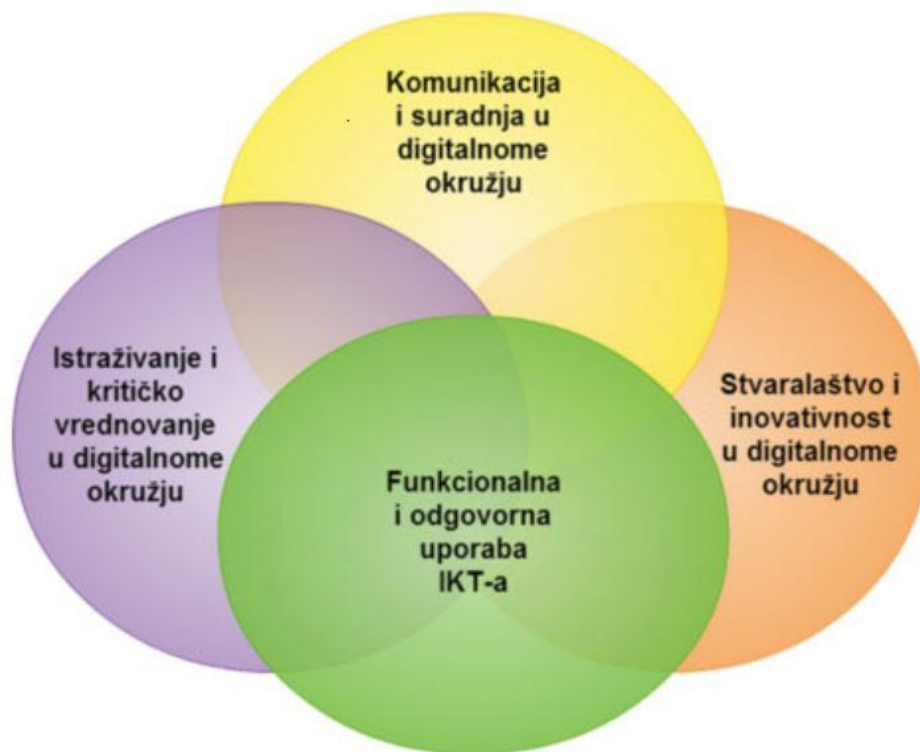 Komunikacija
i suradnja u
digitalnome
okružju
Istraživanje i
kritičko
vrednovanje
u digitalnome
okružju
Stvaralaštvo i
inovativnost
u digitalnome
okružju
Funkcionalna
i odgovorna
uporaba
IKT-a